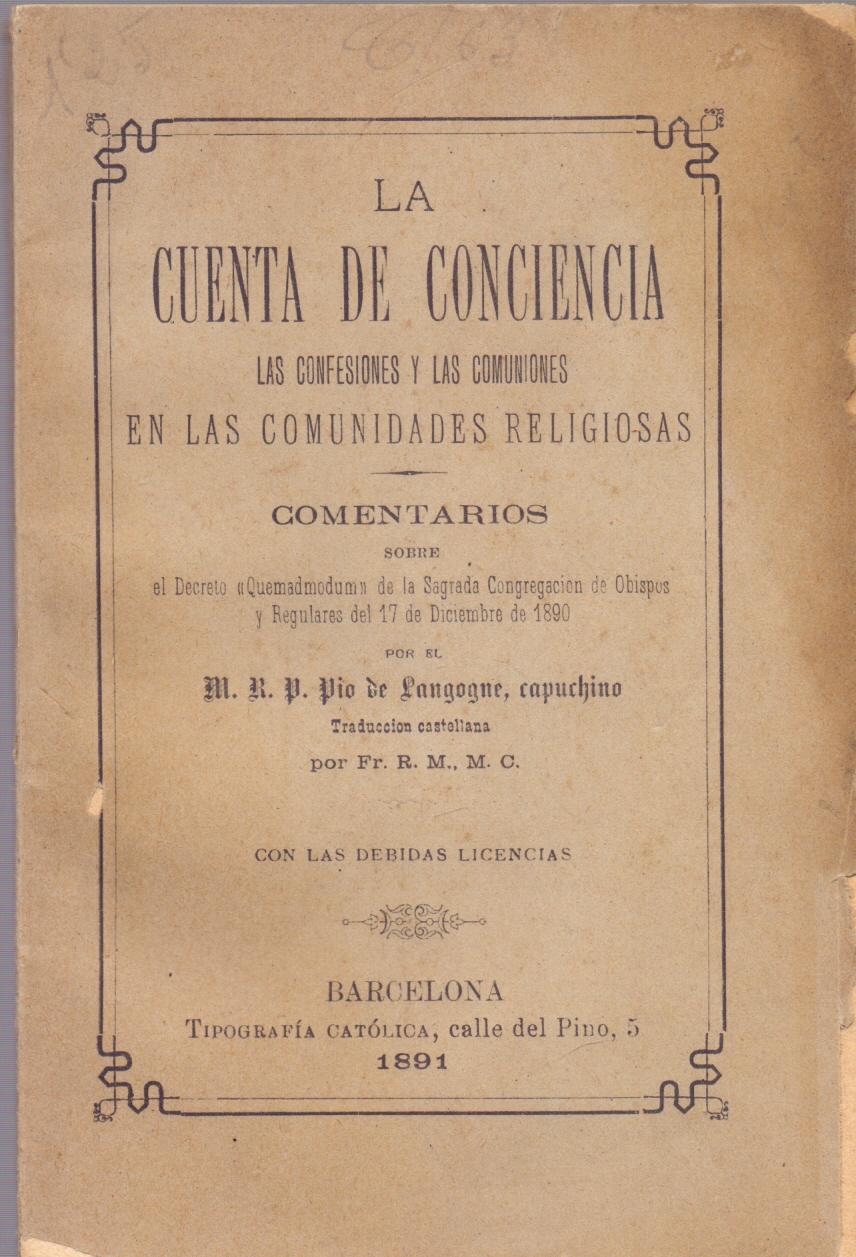 LA
CUENTA DE CONCIENCIA
LAS CONFESIONES Y LAS COMUNIONES
EN LAS COMUNIDADES RELIGIOSAS
COMENTARIOS
SOBRE
el Decreto «Quemadmodum» de la Sagrada Congregacion de Obispos
y Regulares del 17 de Diciembre de 1890
POR EL
M. R. P. Pio de Langogne, capuchino
Traduccion castellana
por Fr. R. M., M. C.
CON LAS DEBIDAS LICENCIAS
BARCELONA
TIPOGRAFÍA CATÓLICA, calle del Pino, 5
1891